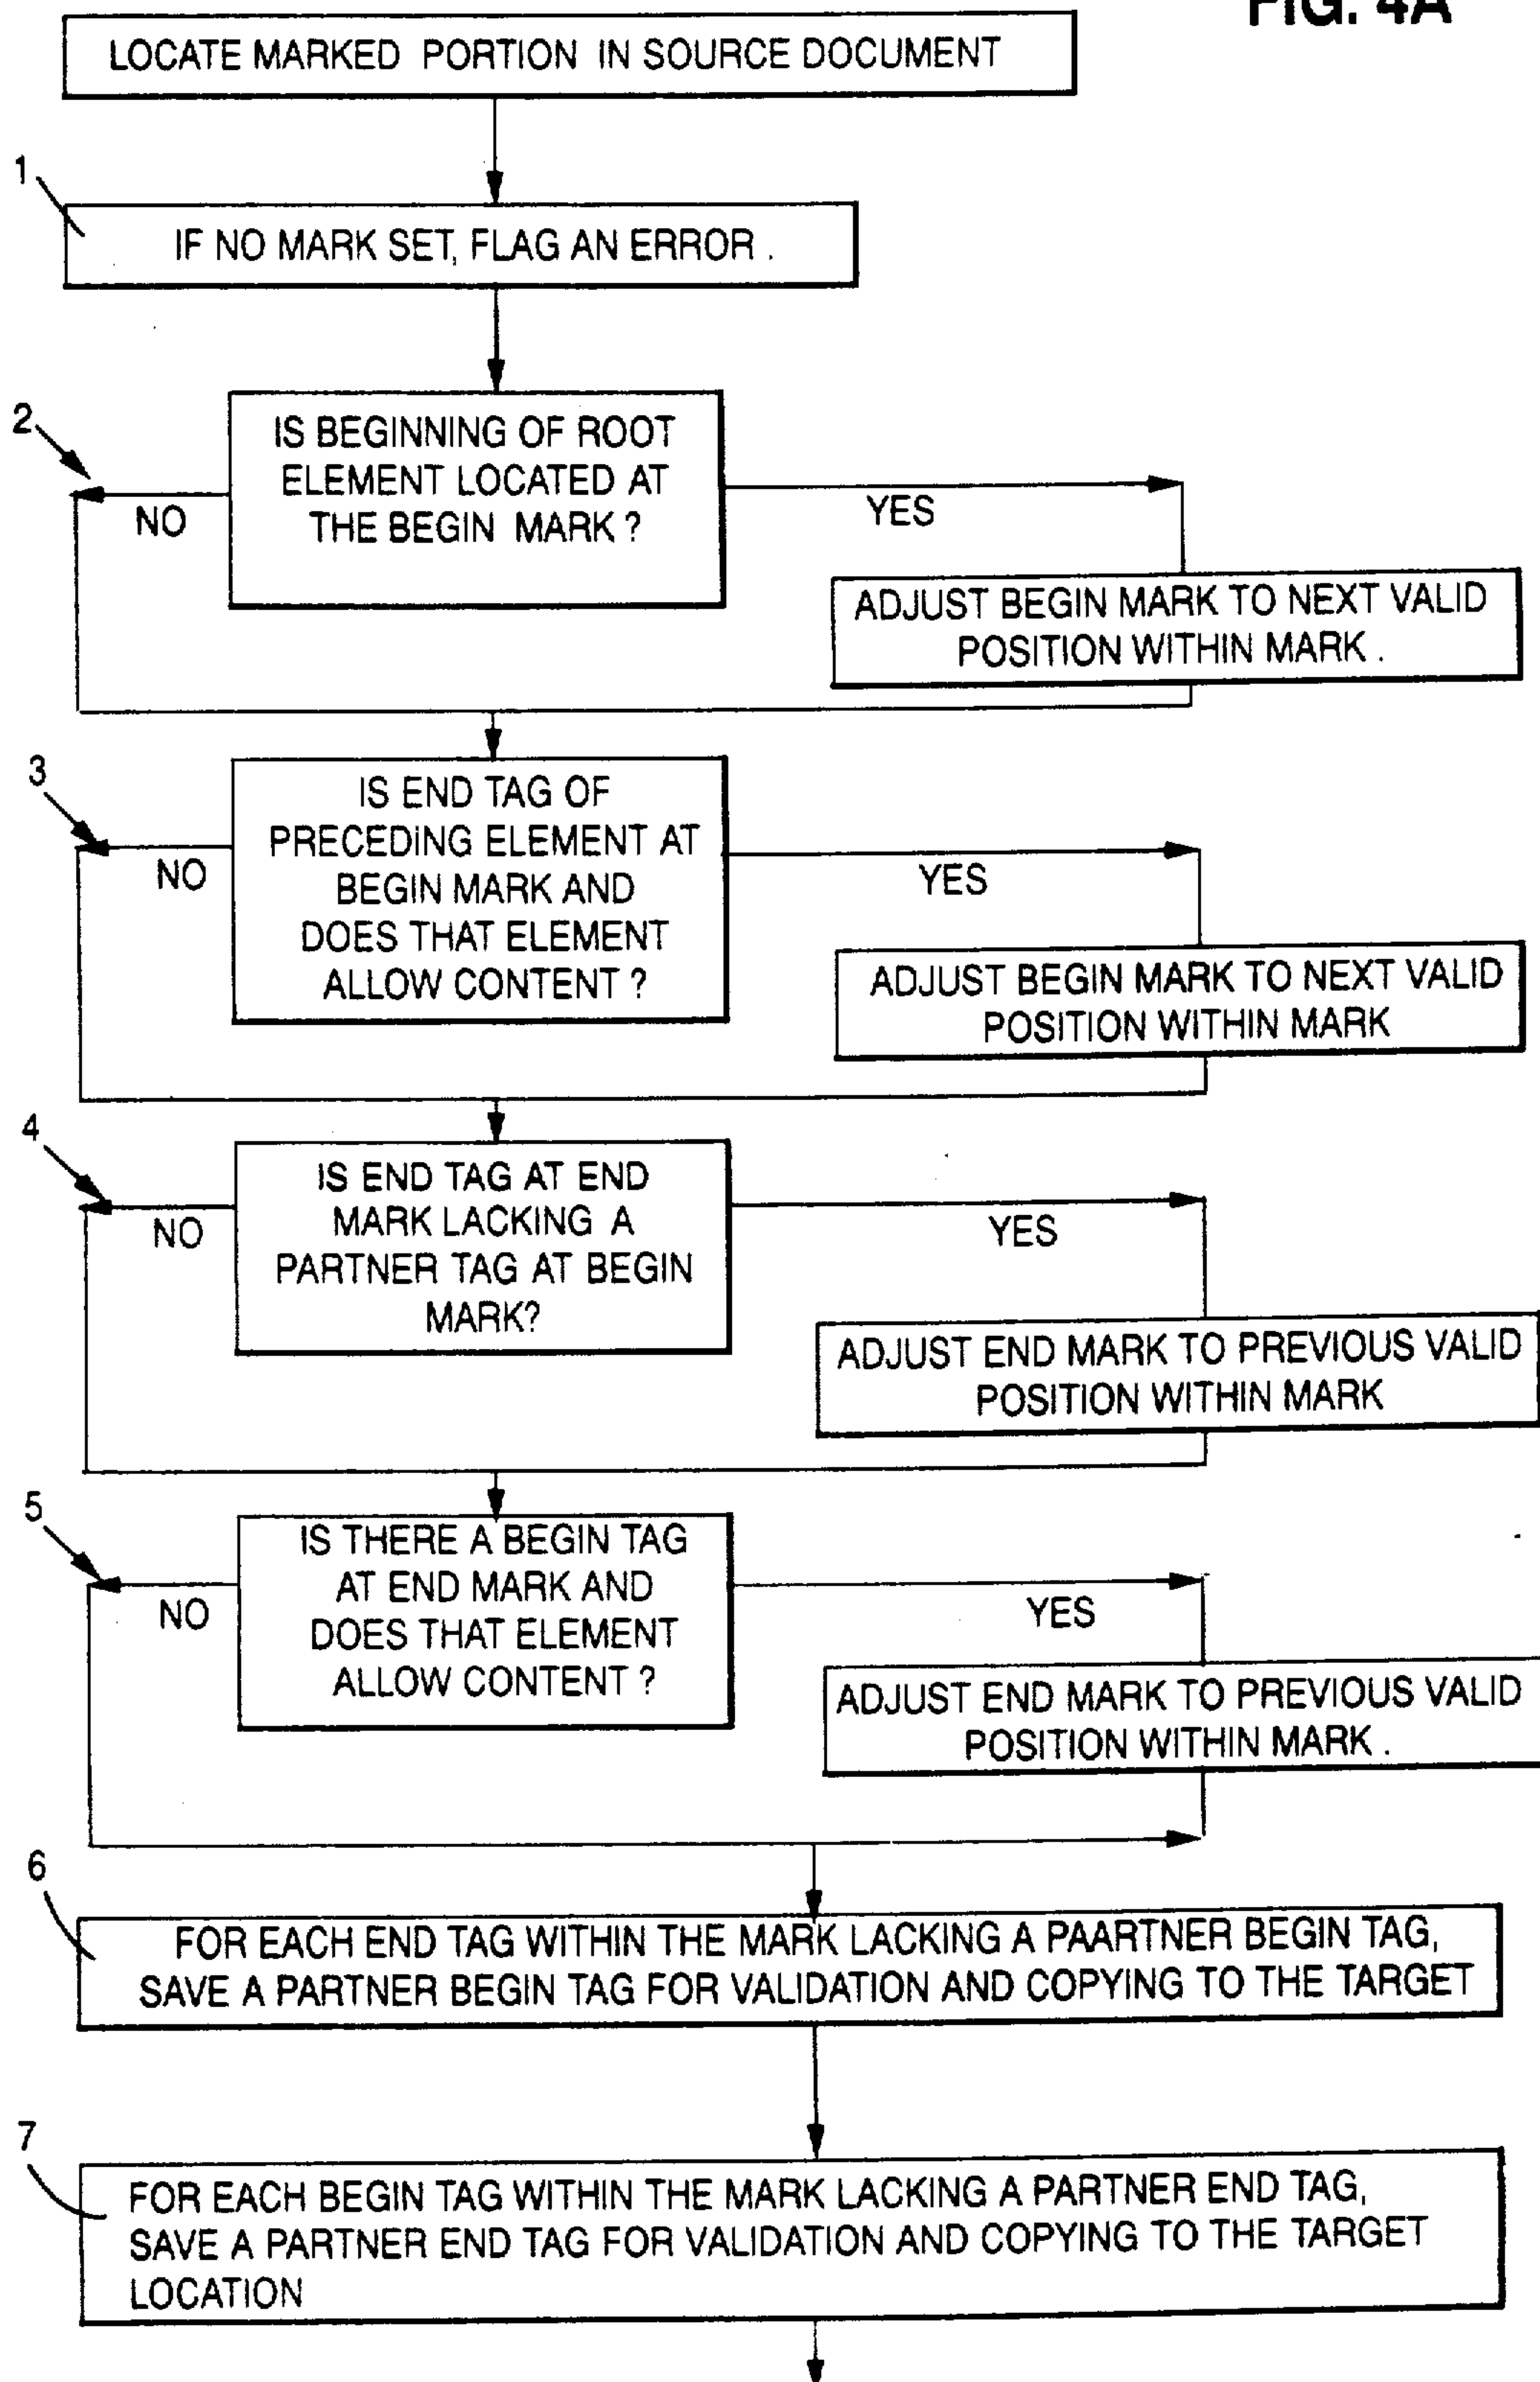 FIG. 4A
LOCATE MARKED PORTION IN SOURCE DOCUMENT
1
IF NO MARK SET, FLAG AN ERROR .
2
IS BEGINNING OF ROOT
ELEMENT LOCATED AT
THE BEGIN MARK ?
NO
YES
ADJUST BEGIN MARK TO NEXT VALID
POSITION WITHIN MARK .
3
IS END TAG OF
PRECEDING ELEMENT AT
BEGIN MARK AND
DOES THAT ELEMENT
ALLOW CONTENT ?
NO
YES
ADJUST BEGIN MARK TO NEXT VALID
POSITION WITHIN MARK
4
IS END TAG AT END
MARK LACKING A
PARTNER TAG AT BEGIN
MARK?
NO
YES
ADJUST END MARK TO PREVIOUS VALID
POSITION WITHIN MARK
5
IS THERE A BEGIN TAG
AT END MARK AND
DOES THAT ELEMENT
ALLOW CONTENT ?
NO
YES
ADJUST END MARK TO PREVIOUS VALID
POSITION WITHIN MARK .
6
FOR EACH END TAG WITHIN THE MARK LACKING A PAARTNER BEGIN TAG,
SAVE A PARTNER BEGIN TAG FOR VALIDATION AND COPYING TO THE TARGET
7
FOR EACH BEGIN TAG WITHIN THE MARK LACKING A PARTNER END TAG,
SAVE A PARTNER END TAG FOR VALIDATION AND COPYING TO THE TARGET
LOCATION